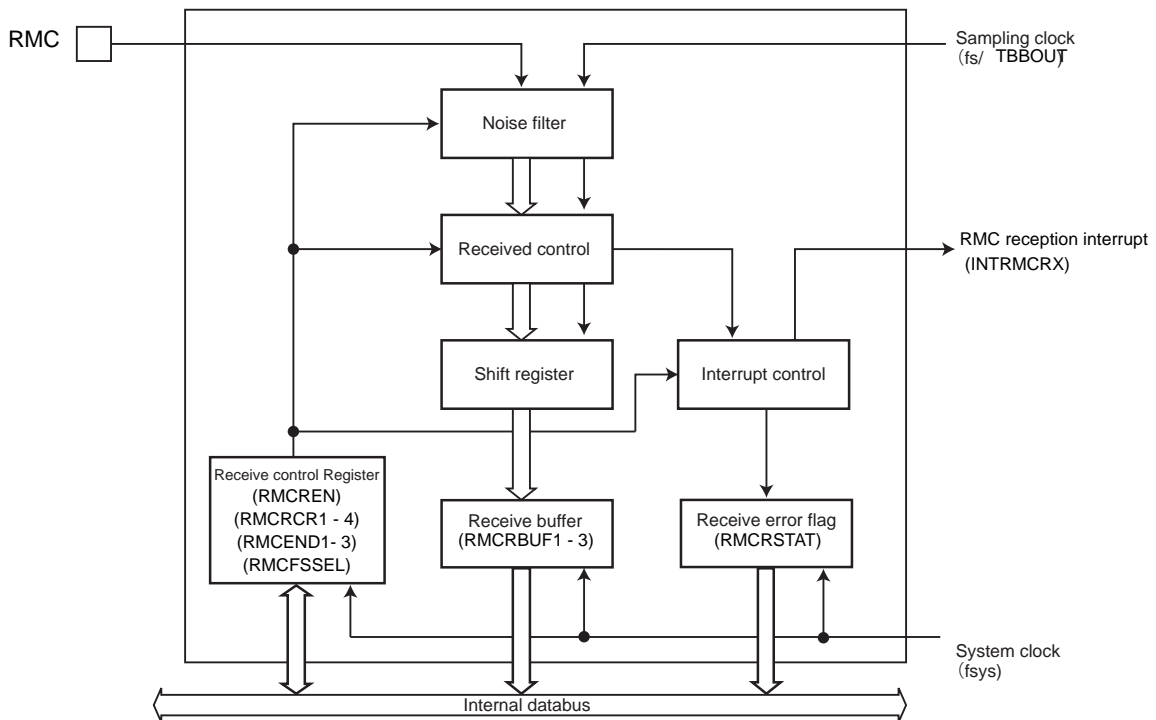 RMC
Sampling clock
(fs/ TBBOUT)
Noise filter
Received control
RMC reception interrupt
(INTRMCRX)
Shift register
Interrupt control
Receive control Register
(RMCREN)
(RMCRCR1 - 4)
(RMCEND1- 3)
(RMCFSSEL)
Receive buffer
(RMCRBUF1 - 3)
Receive error flag
(RMCRSTAT)
System clock
(fsys)
Internal databus